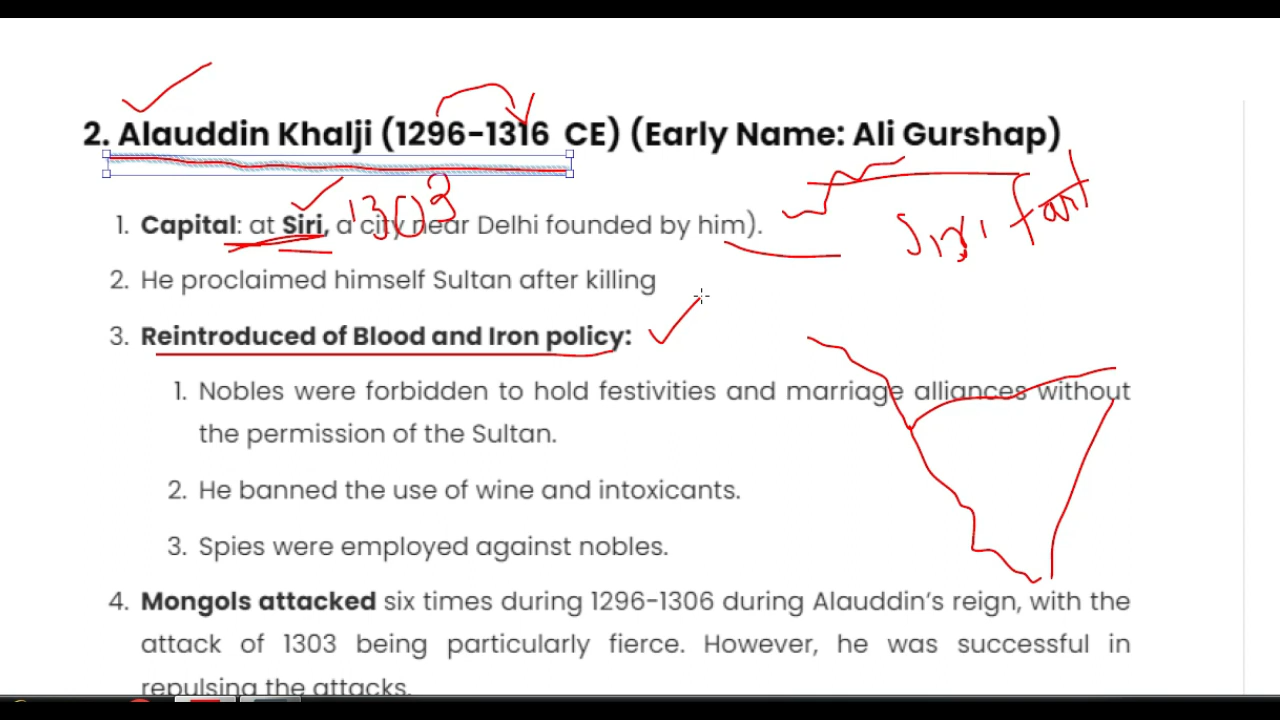 2. Alauddin Khalji (1296-1316 CE) (Early Name: Ali Gurshap)
1303
1. Capital: at Siri, a city near Delhi founded by him).
Siri fart
2. He proclaimed himself Sultan after killing
3. Reintroduced of Blood and Iron policy:
1. Nobles were forbidden to hold festivities and marriage alliances without
the permission of the Sultan.
2. He banned the use of wine and intoxicants.
3. Spies were employed against nobles.
4. Mongols attacked six times during 1296-1306 during Alauddin's reign, with the
attack of 1303 being particularly fierce. However, he was successful in
repulsing the attacks.